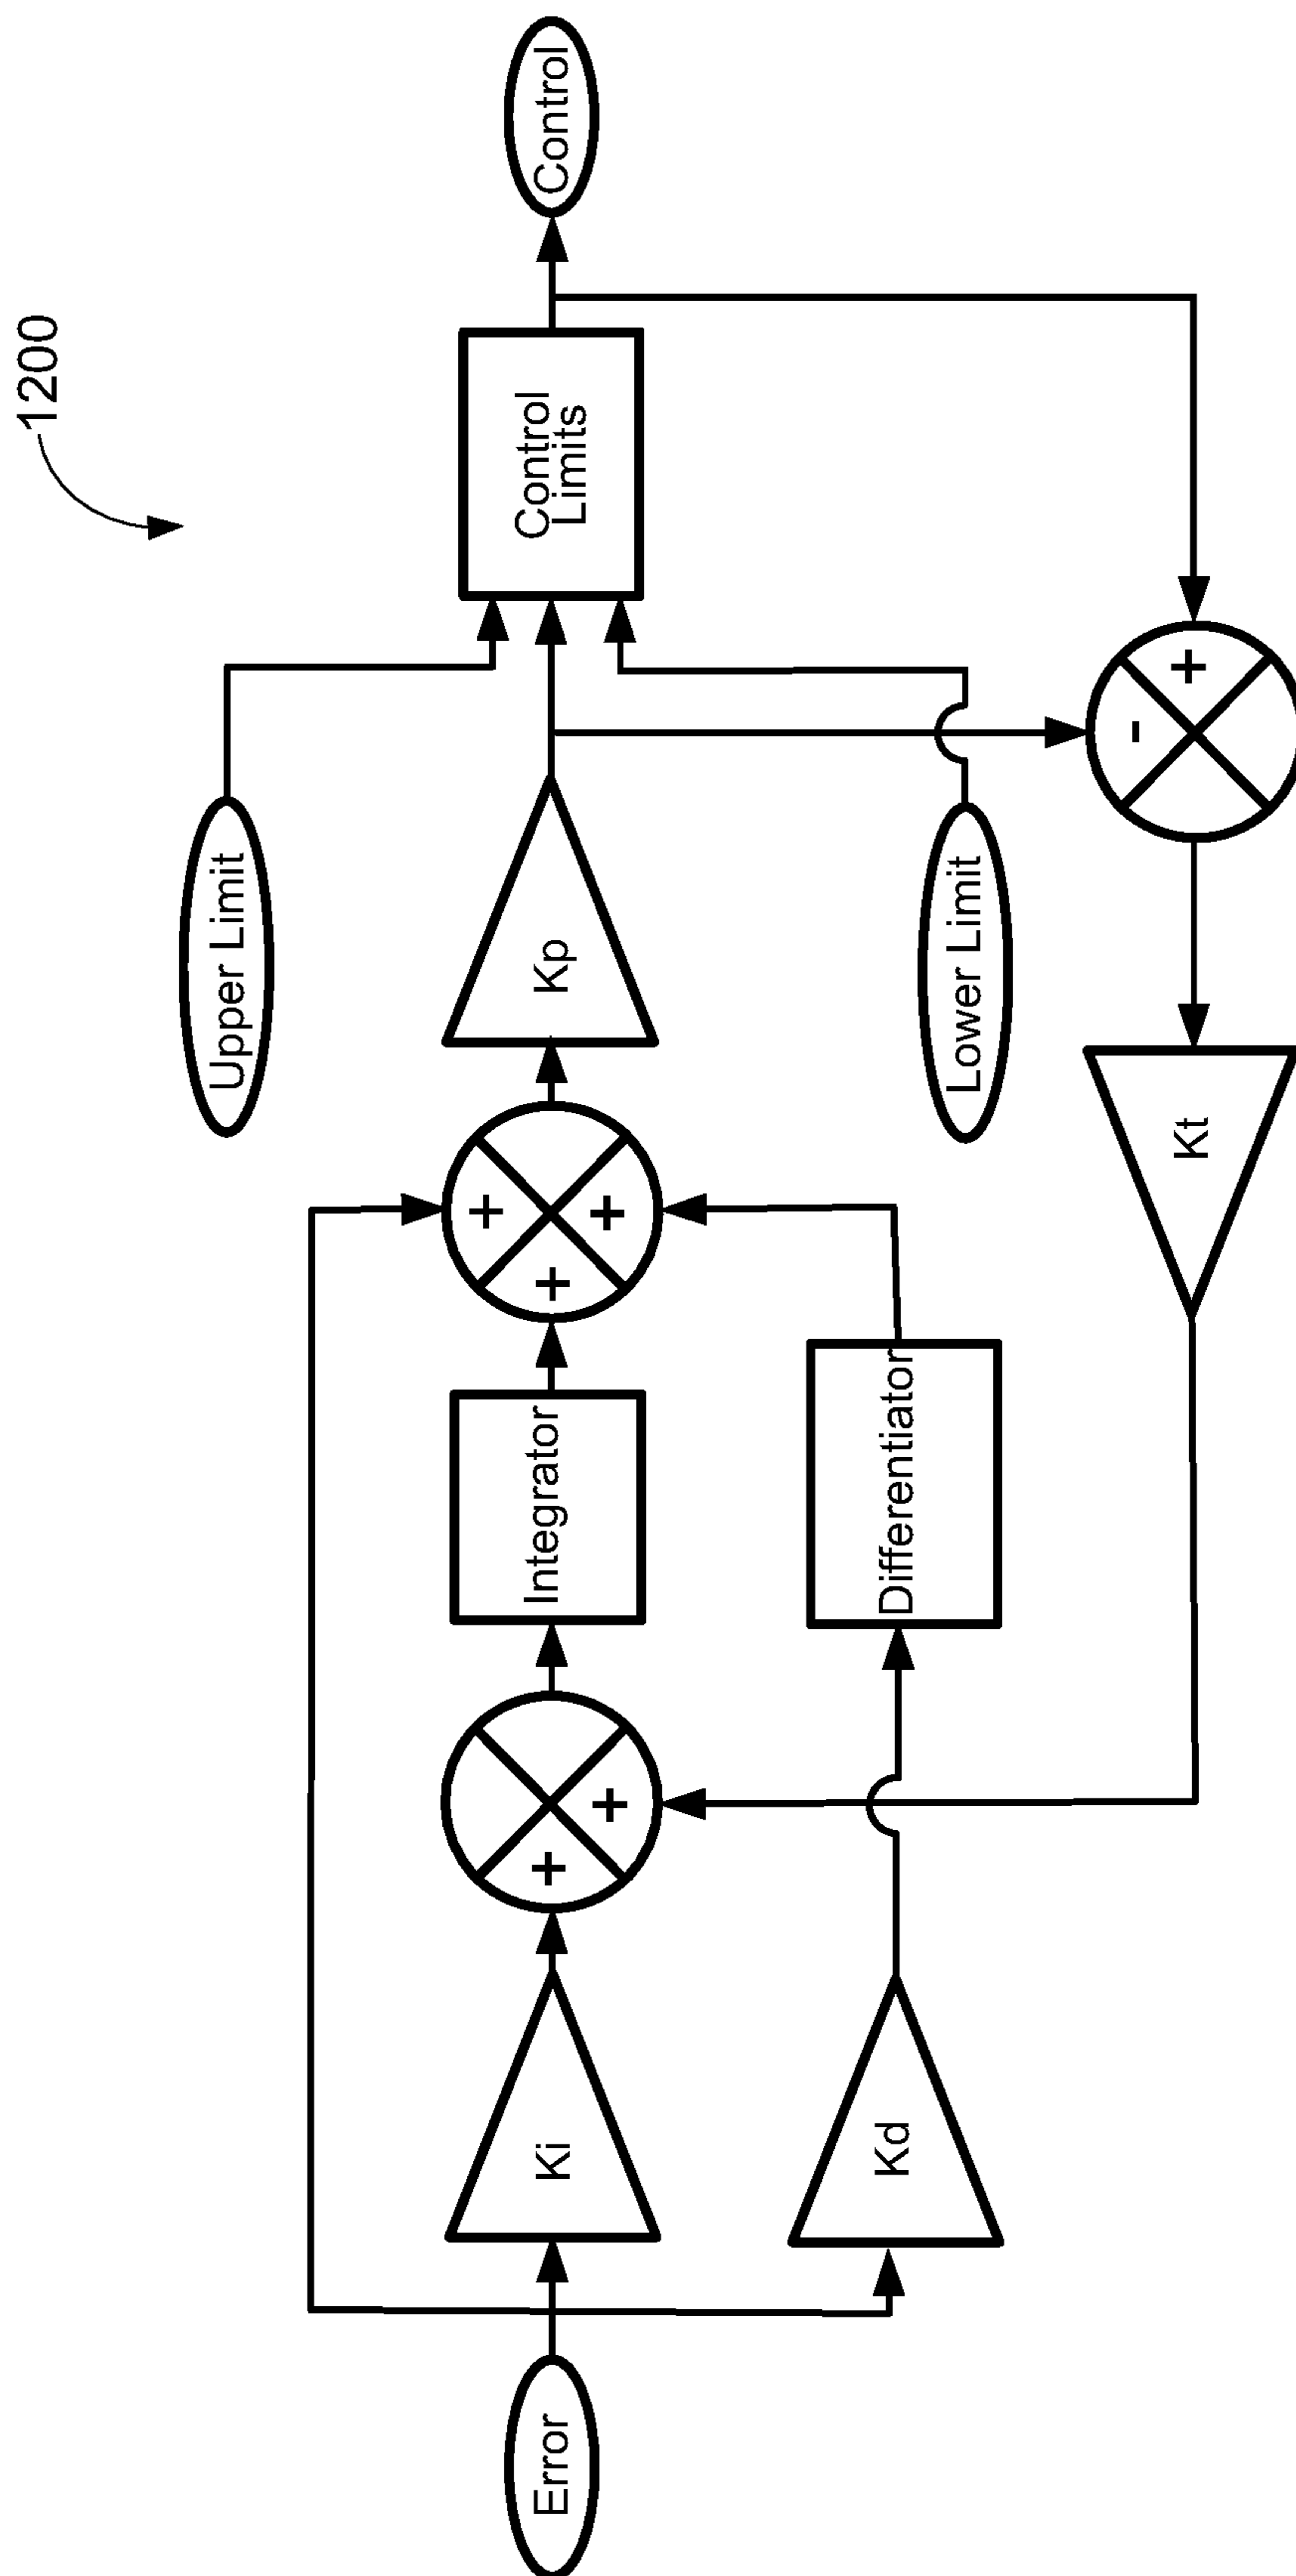 1200
Upper Limit
Control
Limits
Control
Error
Ki
+
+
Integrator
+
+
+
Kp
Kd
Differentiator
Lower Limit
-
+
Kt